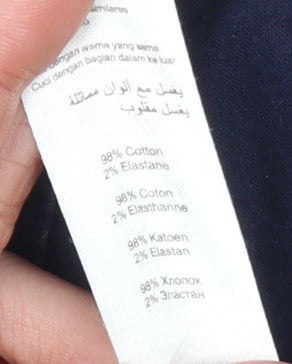 similares
dengan warna yang sama
Cuci dengan bagian dalam ke luar
يغسل مع ألوان مماثلة
يغسل مقلوب
98% Cotton
2% Elastane
98% Coton
2% Elasthanne
98% Katoen
2% Elastan
98% Хлопок
2% Эластан